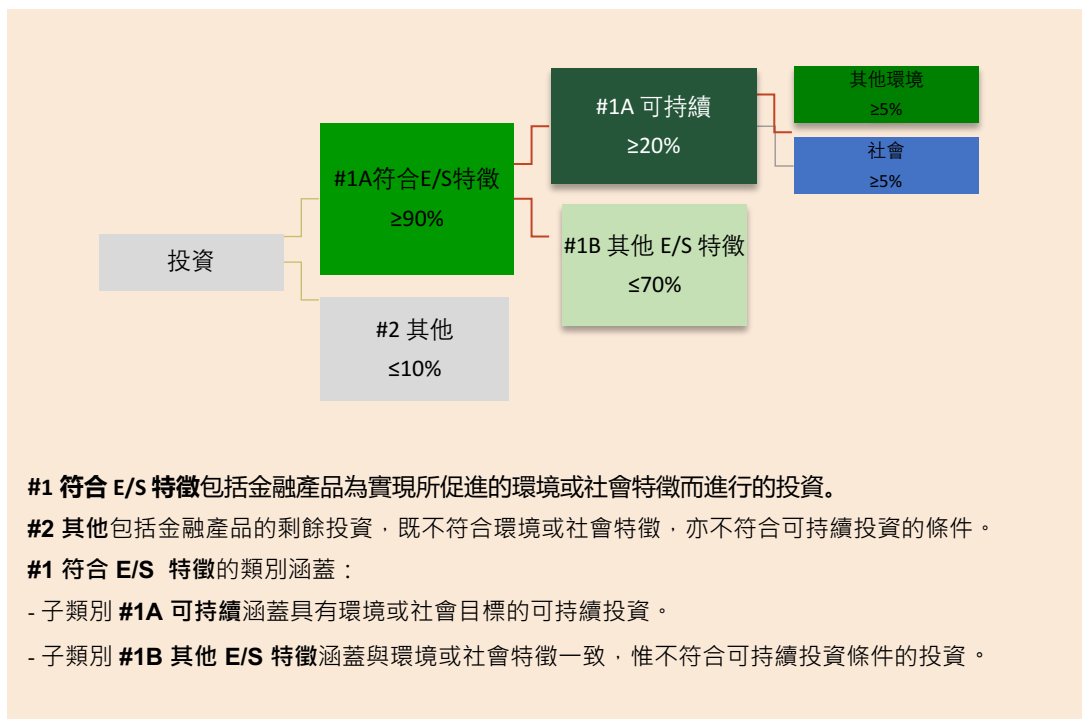 投資
#1A符合E/S特徵
≥90%
#2 其他
≤10%
#1A 可持續
≥20%
#1B 其他 E/S 特徵
≤70%
其他環境
≥5%
社會
≥5%
#1 符合 E/S 特徵包括金融產品為實現所促進的環境或社會特徵而進行的投資。
#2 其他包括金融產品的剩餘投資，既不符合環境或社會特徵，亦不符合可持續投資的條件。
#1 符合 E/S 特徵的類別涵蓋：
- 子類別 #1A 可持續涵蓋具有環境或社會目標的可持續投資。
- 子類別 #1B 其他 E/S 特徵涵蓋與環境或社會特徵一致，惟不符合可持續投資條件的投資。